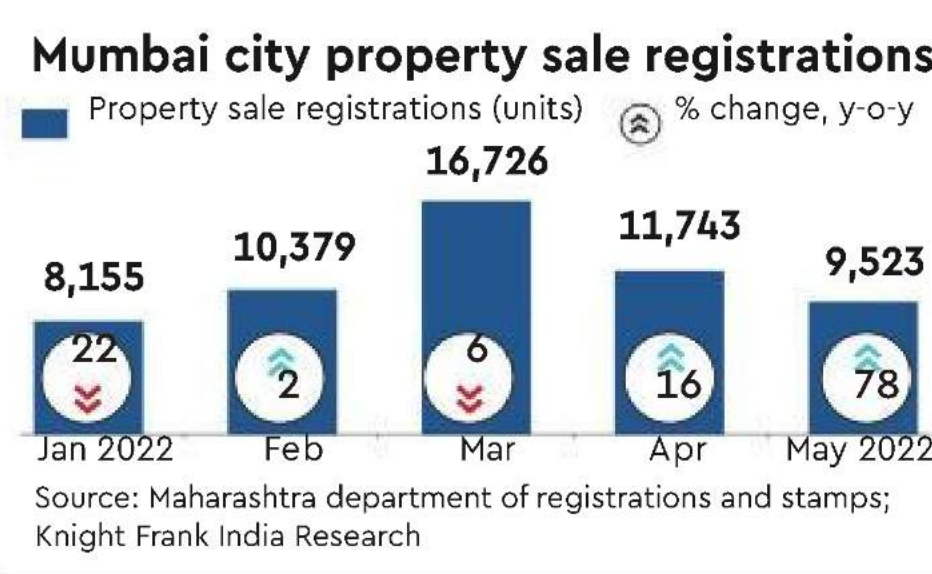 Mumbai city property sale registrations
Property sale registrations (units) % change, y-o-y
16,726
11,743
10,379
9,523
8,155
22 2 6 16 78
Jan 2022 Feb Mar Apr May 2022
Source: Maharashtra department of registrations and stamps;
Knight Frank India Research